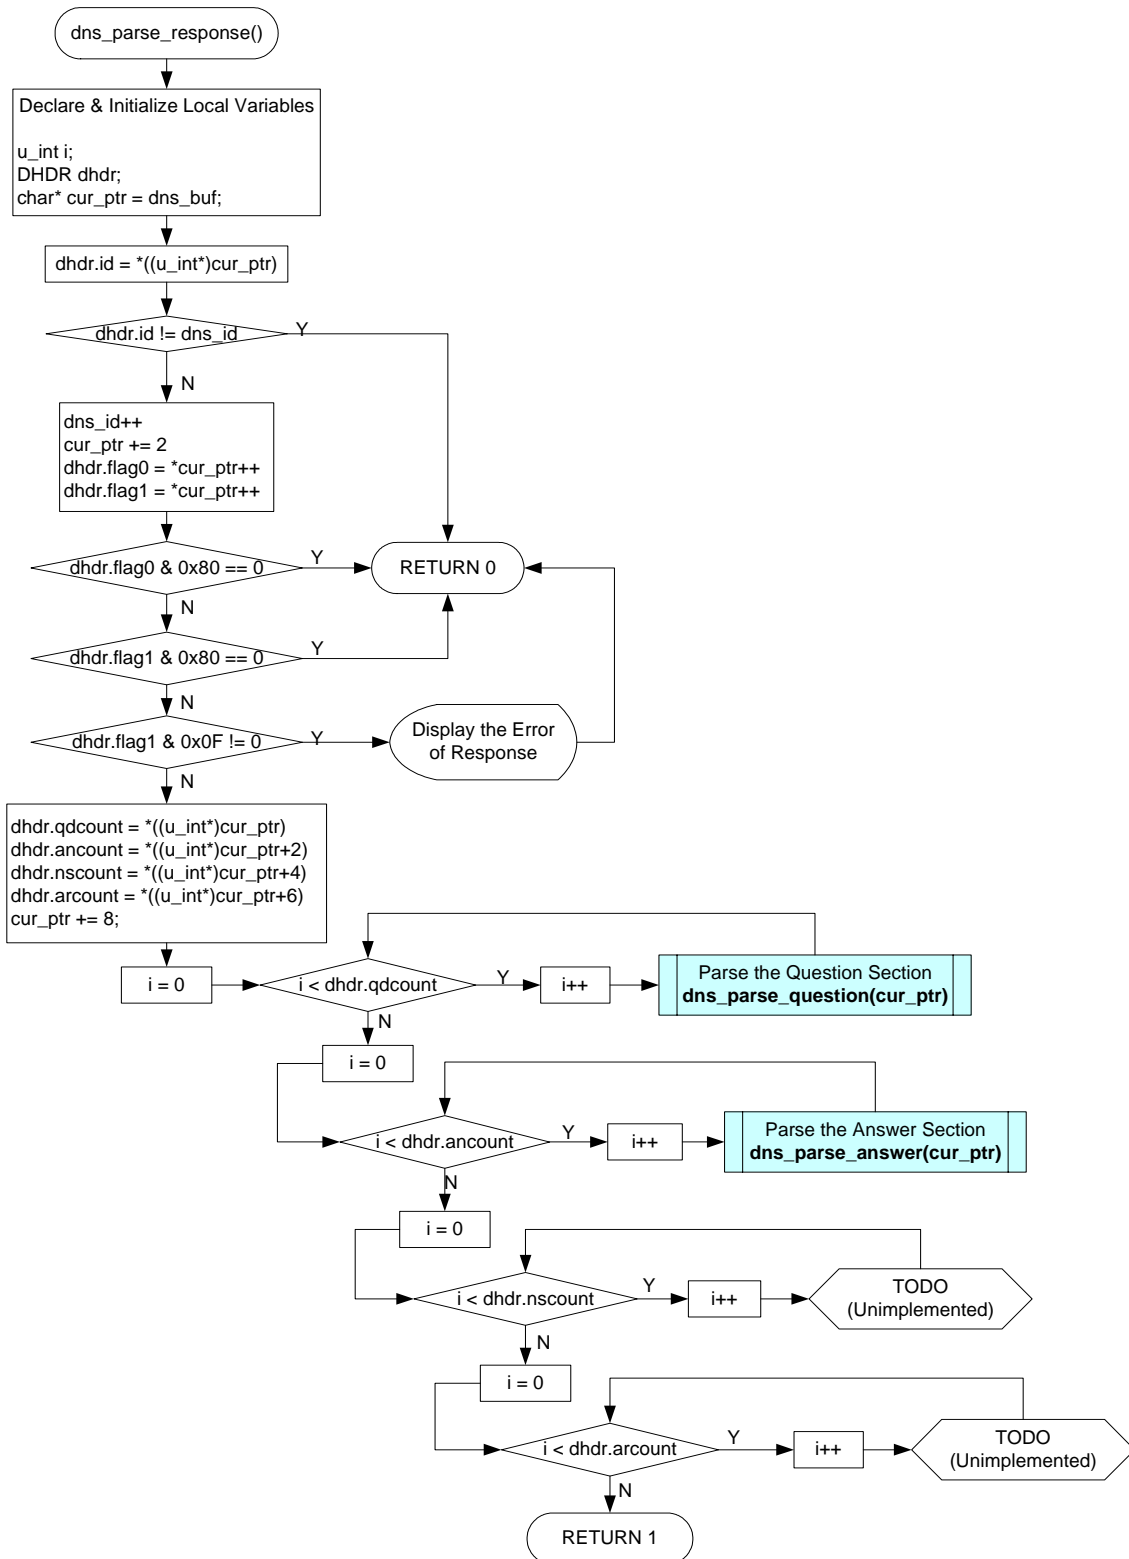 dns_parse_response()
Declare & Initialize Local Variables
u_int i;
DHDR dhdr;
char* cur_ptr = dns_buf;
dhdr.id = *((u_int*)cur_ptr)
dhdr.id != dns_id
Y
N
dns_id++
cur_ptr += 2
dhdr.flag0 = *cur_ptr++
dhdr.flag1 = *cur_ptr++
dhdr.flag0 & 0x80 == 0
Y
RETURN 0
N
dhdr.flag1 & 0x80 == 0
Y
N
dhdr.flag1 & 0x0F != 0
Y
Display the Error
of Response
N
dhdr.qdcount = *((u_int*)cur_ptr)
dhdr.ancount = *((u_int*)cur_ptr+2)
dhdr.nscount = *((u_int*)cur_ptr+4)
dhdr.arcount = *((u_int*)cur_ptr+6)
cur_ptr += 8;
i = 0
i < dhdr.qdcount
Y
i++
Parse the Question Section
dns_parse_question(cur_ptr)
N
i = 0
i < dhdr.ancount
Y
i++
Parse the Answer Section
dns_parse_answer(cur_ptr)
N
i = 0
i < dhdr.nscount
Y
i++
TODO
(Unimplemented)
N
i = 0
i < dhdr.arcount
Y
i++
TODO
(Unimplemented)
N
RETURN 1